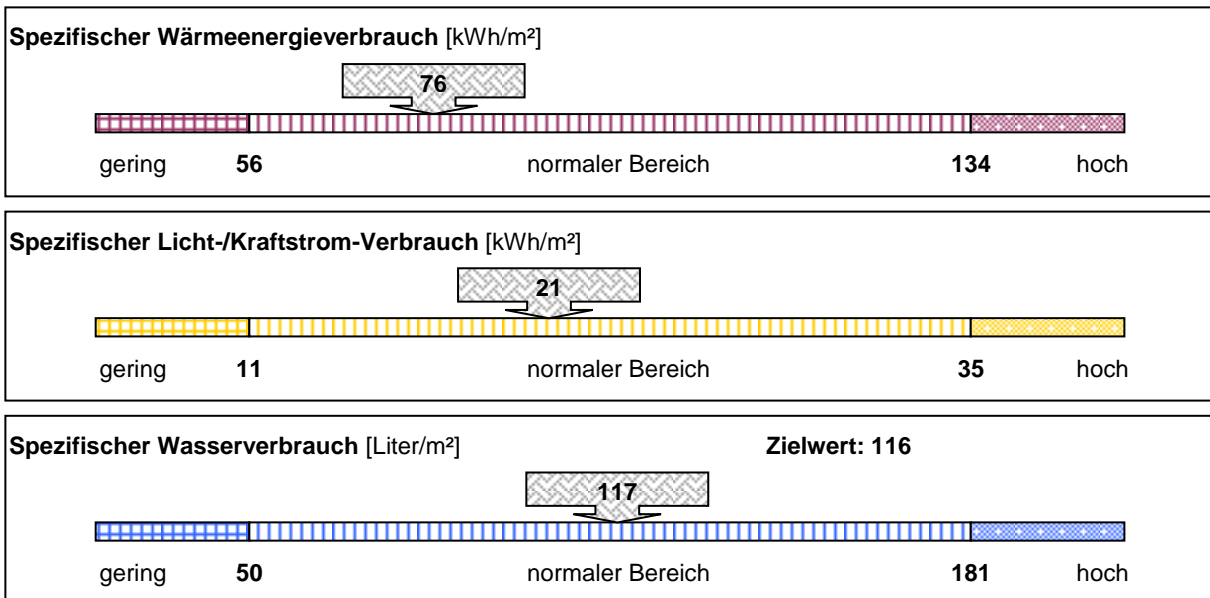 Spezifischer Wärmeenergieverbrauch [kWh/m²]
76
gering 56 normaler Bereich 134 hoch
Spezifischer Licht-/Kraftstrom-Verbrauch [kWh/m²]
21
gering 11 normaler Bereich 35 hoch
Spezifischer Wasserverbrauch [Liter/m²] Zielwert: 116
117
gering 50 normaler Bereich 181 hoch